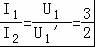 I₁/I₂ = U₁/U₁′ = 3/2